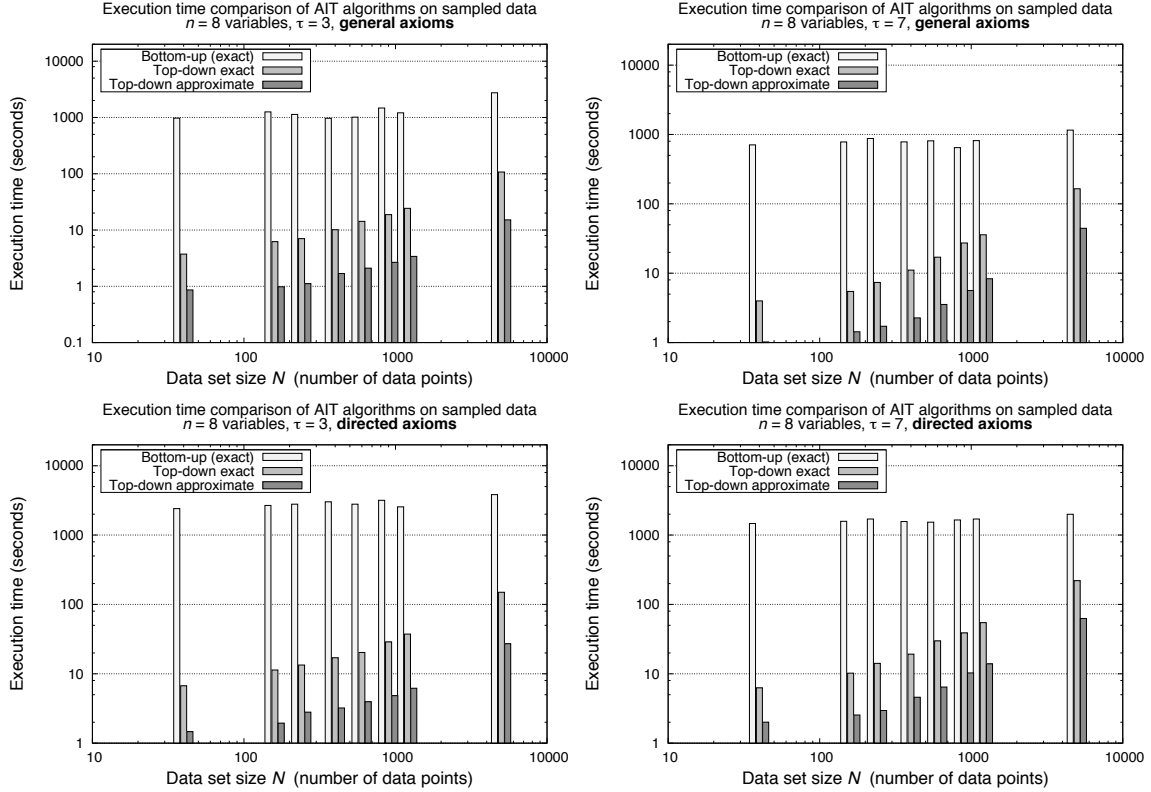 Execution time comparison of AIT algorithms on sampled data
n = 8 variables, τ = 3, general axioms
Bottom-up (exact)
Top-down exact
Top-down approximate
10000
1000
100
10
1
0.1
Execution time (seconds)
10 100 1000 10000
Data set size N (number of data points)
Execution time comparison of AIT algorithms on sampled data
n = 8 variables, τ = 7, general axioms
Bottom-up (exact)
Top-down exact
Top-down approximate
10000
1000
100
10
1
Execution time (seconds)
10 100 1000 10000
Data set size N (number of data points)
Execution time comparison of AIT algorithms on sampled data
n = 8 variables, τ = 3, directed axioms
Bottom-up (exact)
Top-down exact
Top-down approximate
10000
1000
100
10
1
Execution time (seconds)
10 100 1000 10000
Data set size N (number of data points)
Execution time comparison of AIT algorithms on sampled data
n = 8 variables, τ = 7, directed axioms
Bottom-up (exact)
Top-down exact
Top-down approximate
10000
1000
100
10
1
Execution time (seconds)
10 100 1000 10000
Data set size N (number of data points)